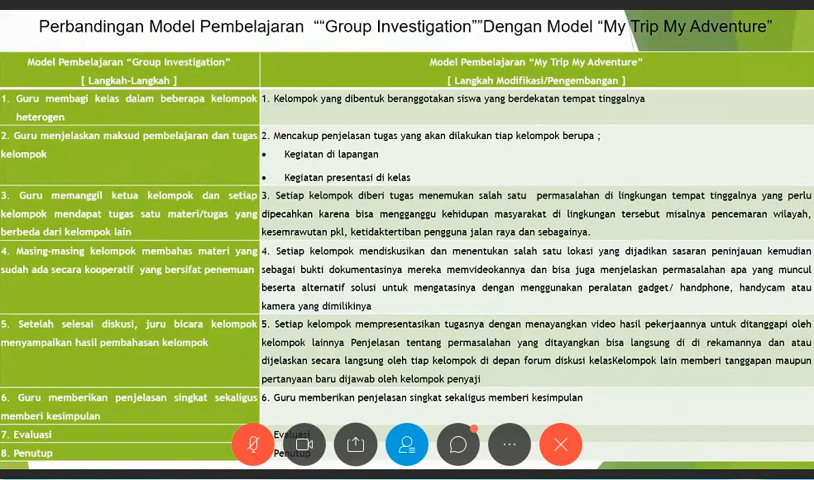 Perbandingan Model Pembelajaran ““Group Investigation””Dengan Model “My Trip My Adventure”
Model Pembelajaran “Group Investigation”
[ Langkah-Langkah ]
Model Pembelajaran “My Trip My Adventure”
[ Langkah Modifikasi/Pengembangan ]
1. Guru membagi kelas dalam beberapa kelompok
heterogen
1. Kelompok yang dibentuk beranggotakan siswa yang berdekatan tempat tinggalnya
2. Guru menjelaskan maksud pembelajaran dan tugas
kelompok
2. Mencakup penjelasan tugas yang akan dilakukan tiap kelompok berupa ;
• Kegiatan di lapangan
• Kegiatan presentasi di kelas
3. Guru memanggil ketua kelompok dan setiap
kelompok mendapat tugas satu materi/tugas yang
berbeda dari kelompok lain
3. Setiap kelompok diberi tugas menemukan salah satu permasalahan di lingkungan tempat tinggalnya yang perlu
dipecahkan karena bisa mengganggu kehidupan masyarakat di lingkungan tersebut misalnya pencemaran wilayah,
kesemrawutan pkl, ketidaktertiban pengguna jalan raya dan sebagainya.
4. Masing-masing kelompok membahas materi yang
sudah ada secara kooperatif yang bersifat penemuan
4. Setiap kelompok mendiskusikan dan menentukan salah satu lokasi yang dijadikan sasaran peninjauan kemudian
sebagai bukti dokumentasinya mereka memvideokannya dan bisa juga menjelaskan permasalahan apa yang muncul
beserta alternatif solusi untuk mengatasinya dengan menggunakan peralatan gadget/ handphone, handycam atau
kamera yang dimilikinya
5. Setelah selesai diskusi, juru bicara kelompok
menyampaikan hasil pembahasan kelompok
5. Setiap kelompok mempresentasikan tugasnya dengan menayangkan video hasil pekerjaannya untuk ditanggapi oleh
kelompok lainnya Penjelasan tentang permasalahan yang ditayangkan bisa langsung di di rekamannya dan atau
dijelaskan secara langsung oleh tiap kelompok di depan forum diskusi kelasKelompok lain memberi tanggapan maupun
pertanyaan baru dijawab oleh kelompok penyaji
6. Guru memberikan penjelasan singkat sekaligus
memberi kesimpulan
6. Guru memberikan penjelasan singkat sekaligus memberi kesimpulan
7. Evaluasi
Evaluasi
8. Penutup
Penutup